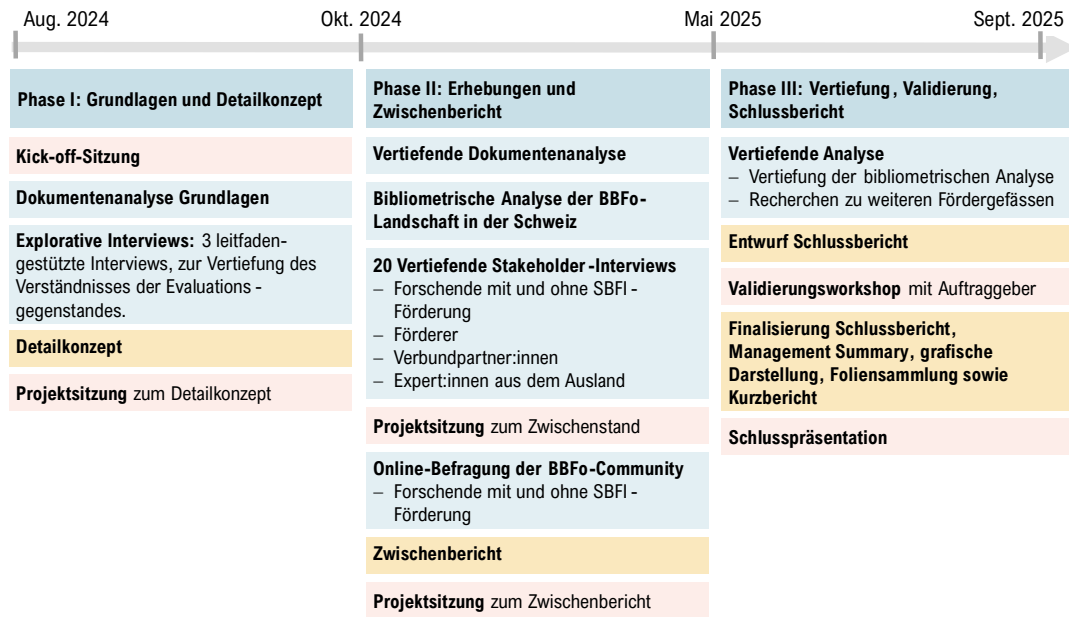 Aug. 2024
Okt. 2024
Mai 2025
Sept. 2025
Phase I: Grundlagen und Detailkonzept
Kick-off-Sitzung
Dokumentenanalyse Grundlagen
Explorative Interviews: 3 leitfaden-
gestützte Interviews, zur Vertiefung des
Verständnisses der Evaluations -
gegenstandes.
Detailkonzept
Projektsitzung zum Detailkonzept
Phase II: Erhebungen und
Zwischenbericht
Vertiefende Dokumentenanalyse
Bibliometrische Analyse der BBFo-
Landschaft in der Schweiz
20 Vertiefende Stakeholder -Interviews
– Forschende mit und ohne SBFI -
Förderung
– Förderer
– Verbundpartner:innen
– Expert:innen aus dem Ausland
Projektsitzung zum Zwischenstand
Online-Befragung der BBFo-Community
– Forschende mit und ohne SBFI -
Förderung
Zwischenbericht
Projektsitzung zum Zwischenbericht
Phase III: Vertiefung, Validierung,
Schlussbericht
Vertiefende Analyse
– Vertiefung der bibliometrischen Analyse
– Recherchen zu weiteren Fördergefässen
Entwurf Schlussbericht
Validierungsworkshop mit Auftraggeber
Finalisierung Schlussbericht,
Management Summary, grafische
Darstellung, Foliensammlung sowie
Kurzbericht
Schlusspräsentation